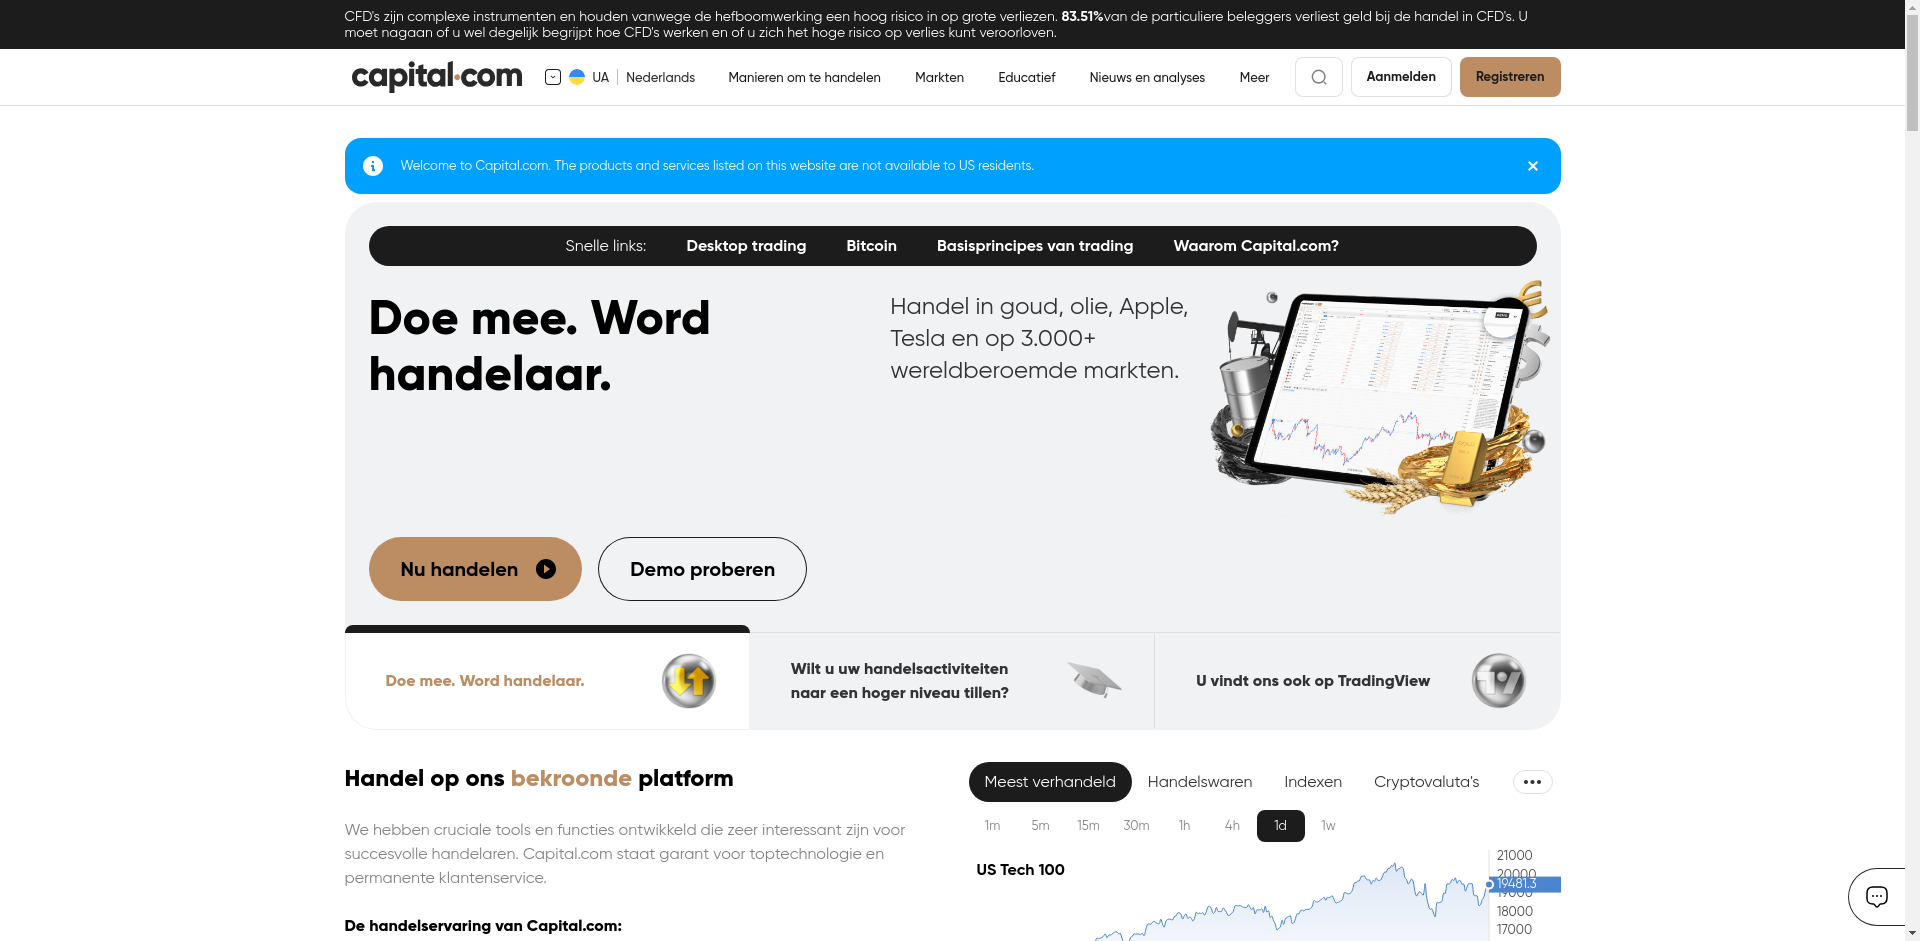 CFD's zijn complexe instrumenten en houden vanwege de hefboomwerking een hoog risico in op grote verliezen. 83.51%van de particuliere beleggers verliest geld bij de handel in CFD's. U
moet nagaan of u wel degelijk begrijpt hoe CFD's werken en of u zich het hoge risico op verlies kunt veroorloven.
capital.com
UA
Nederlands
Manieren om te handelen
Markten
Educatief
Nieuws en analyses
Meer
Aanmelden
Registreren
Welcome to Capital.com. The products and services listed on this website are not available to US residents.
Snelle links:
Desktop trading
Bitcoin
Basisprincipes van trading
Waarom Capital.com?
Doe mee. Word
handelaar.
Handel in goud, olie, Apple,
Tesla en op 3.000+
wereldberoemde markten.
Nu handelen
Demo proberen
Doe mee. Word handelaar.
Wilt u uw handelsactiviteiten
naar een hoger niveau tillen?
U vindt ons ook op TradingView
Handel op ons bekroonde platform
We hebben cruciale tools en functies ontwikkeld die zeer interessant zijn voor
succesvolle handelaren. Capital.com staat garant voor toptechnologie en
permanente klantenservice.
De handelservaring van Capital.com:
Meest verhandeld
Handelswaren
Indexen
Cryptovaluta's
1m
5m
15m
30m
1h
4h
1d
1w
US Tech 100
21000
20000
19481.3
19000
18000
17000